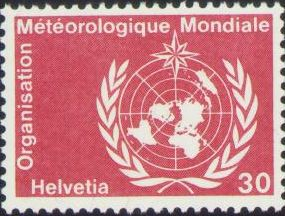 Organisation
Météorologique Mondiale
Helvetia
30